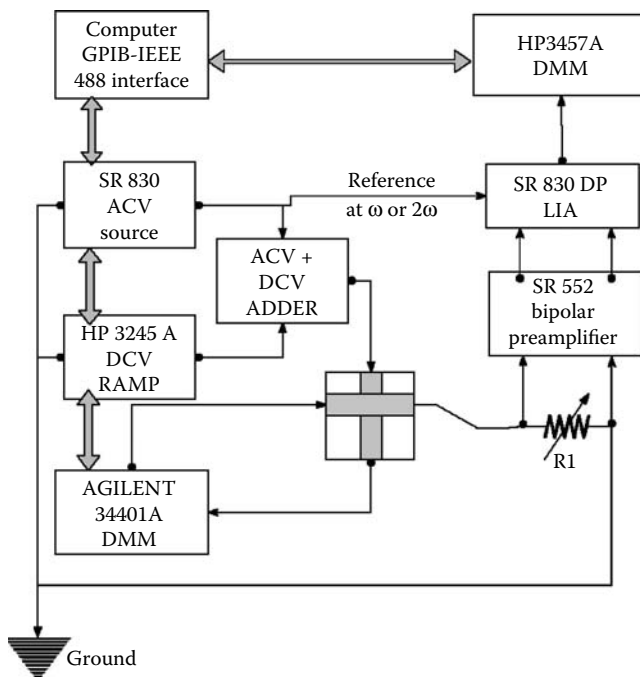 Computer
GPIB-IEEE
488 interface
HP3457A
DMM
SR 830
ACV
source
Reference
at ω or 2ω
SR 830 DP
LIA
ACV +
DCV
ADDER
SR 552
bipolar
preamplifier
HP 3245 A
DCV
RAMP
R1
AGILENT
34401A
DMM
Ground